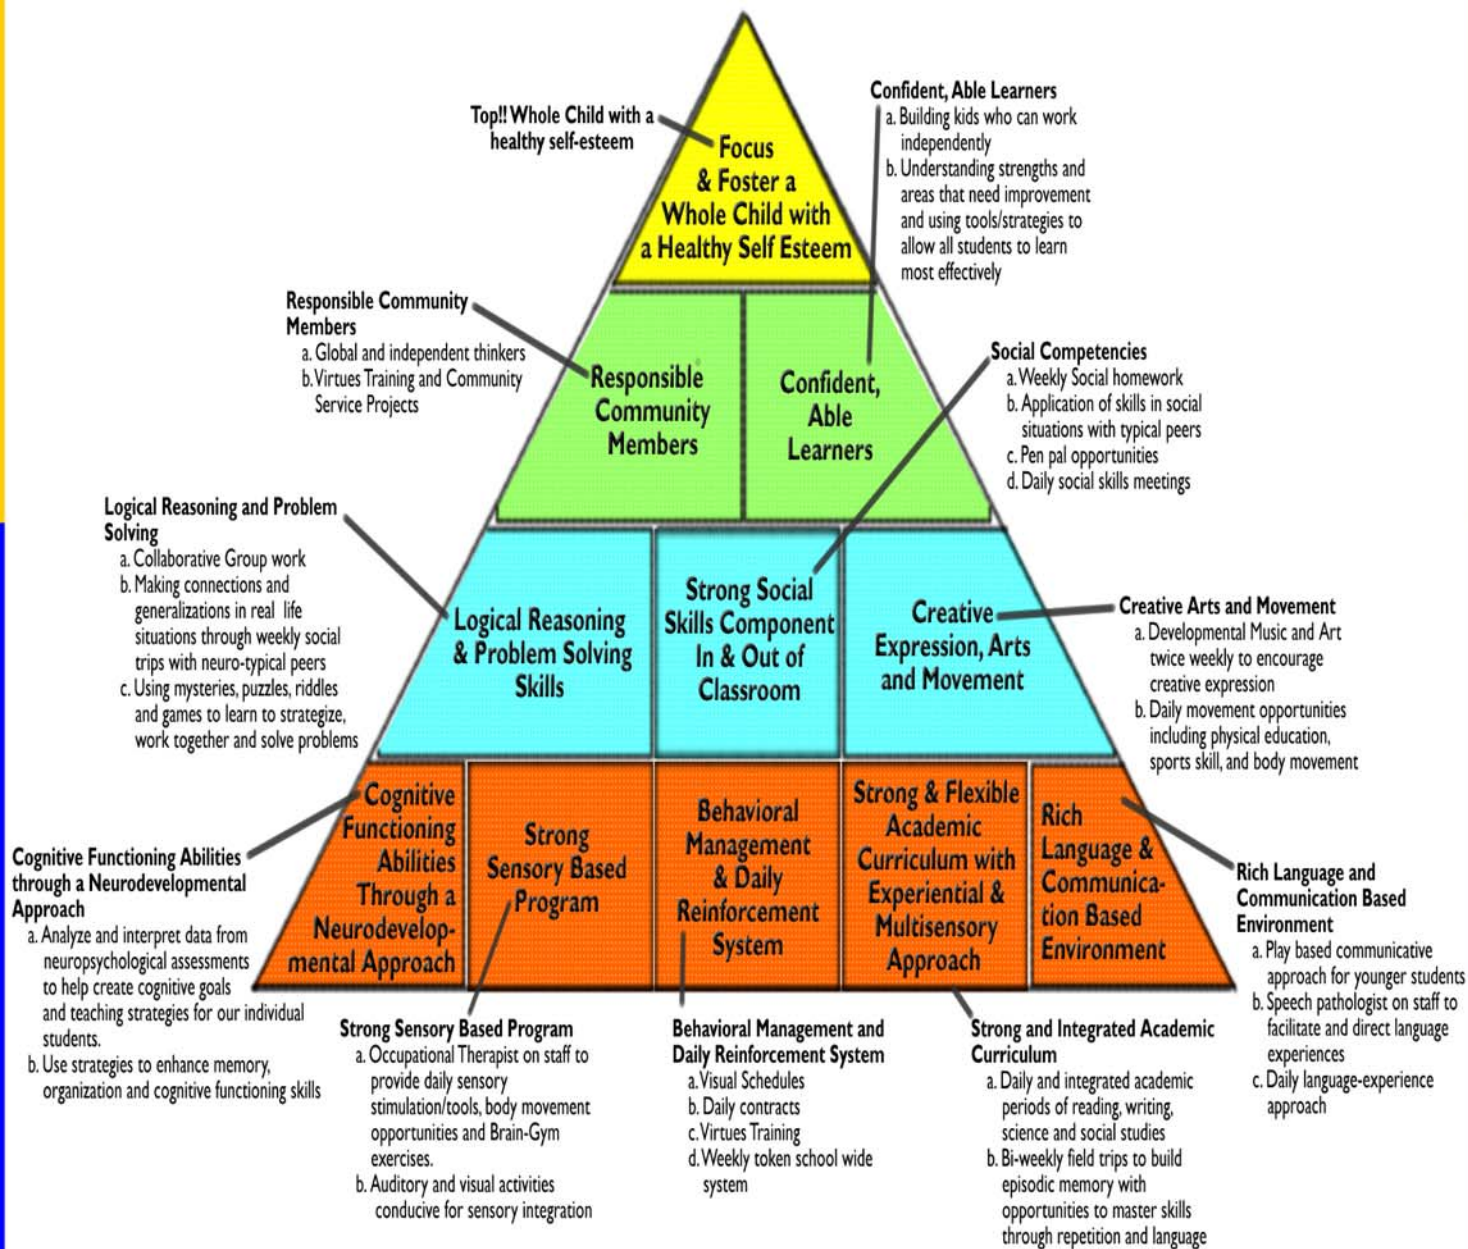 Top!! Whole Child with a
healthy self-esteem
Focus
& Foster a
Whole Child with
a Healthy Self Esteem
Confident, Able Learners
a. Building kids who can work
independently
b. Understanding strengths and
areas that need improvement
and using tools/strategies to
allow all students to learn
most effectively
Responsible Community
Members
a. Global and independent thinkers
b. Virtues Training and Community
Service Projects
Responsible
Community
Members
Confident,
Able
Learners
Social Competencies
a. Weekly Social homework
b. Application of skills in social
situations with typical peers
c. Pen pal opportunities
d. Daily social skills meetings
Logical Reasoning and Problem
Solving
a. Collaborative Group work
b. Making connections and
generalizations in real life
situations through weekly social
trips with neuro-typical peers
c. Using mysteries, puzzles, riddles
and games to learn to strategize,
work together and solve problems
Logical Reasoning
& Problem Solving
Skills
Strong Social
Skills Component
In & Out of
Classroom
Creative
Expression, Arts
and Movement
Creative Arts and Movement
a. Developmental Music and Art
twice weekly to encourage
creative expression
b. Daily movement opportunities
including physical education,
sports skill, and body movement
Cognitive Functioning Abilities
through a Neurodevelopmental
Approach
a. Analyze and interpret data from
neuropsychological assessments
to help create cognitive goals
and teaching strategies for our individual
students.
b. Use strategies to enhance memory,
organization and cognitive functioning skills
Cognitive
Functioning
Abilities
Through a
Neurodevelop-
mental Approach
Strong
Sensory Based
Program
Behavioral
Management
& Daily
Reinforcement
System
Strong & Flexible
Academic
Curriculum with
Experiential &
Multisensory
Approach
Rich
Language &
Communica-
tion Based
Environment
Rich Language and
Communication Based
Environment
a. Play based communicative
approach for younger students
b. Speech pathologist on staff to
facilitate and direct language
experiences
c. Daily language-experience
approach
Strong Sensory Based Program
a. Occupational Therapist on staff to
provide daily sensory
stimulation/tools, body movement
opportunities and Brain-Gym
exercises.
b. Auditory and visual activities
conducive for sensory integration
Behavioral Management and
Daily Reinforcement System
a. Visual Schedules
b. Daily contracts
c. Virtues Training
d. Weekly token school wide
system
Strong and Integrated Academic
Curriculum
a. Daily and integrated academic
periods of reading, writing,
science and social studies
b. Bi-weekly field trips to build
episodic memory with
opportunities to master skills
through repetition and language